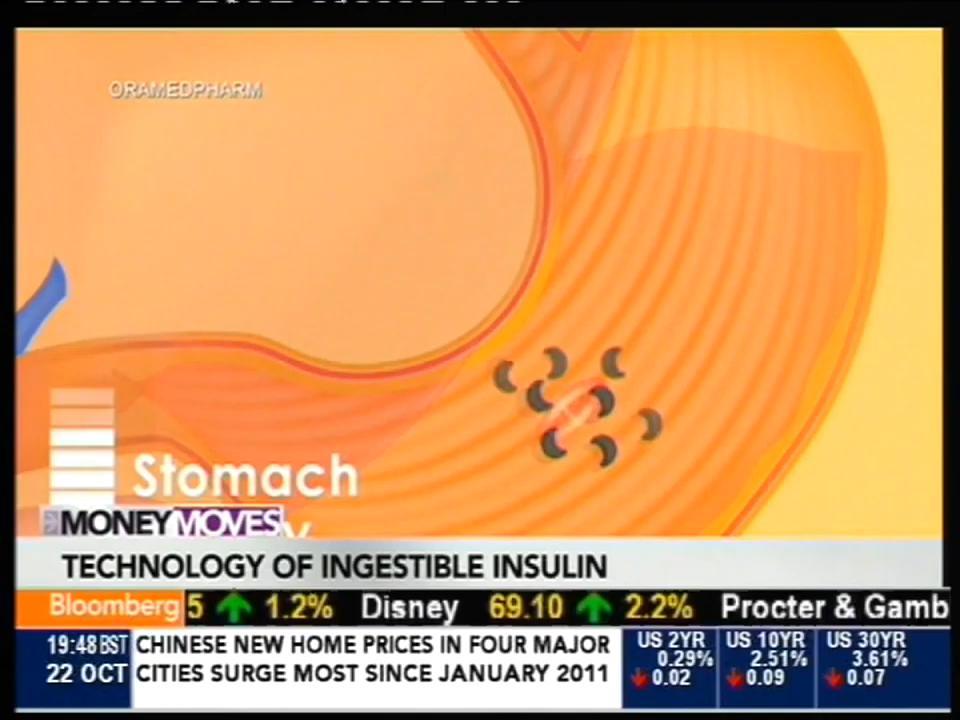 ORAMEDPHARM
Stomach
MONEYMOVES
TECHNOLOGY OF INGESTIBLE INSULIN
Bloomberg 5 1.2% Disney 69.10 2.2% Procter & Gamb
19:48 BST CHINESE NEW HOME PRICES IN FOUR MAJOR
22 OCT CITIES SURGE MOST SINCE JANUARY 2011
US 2YR US 10YR US 30YR
0.29% 2.51% 3.61%
0.02 0.09 0.07